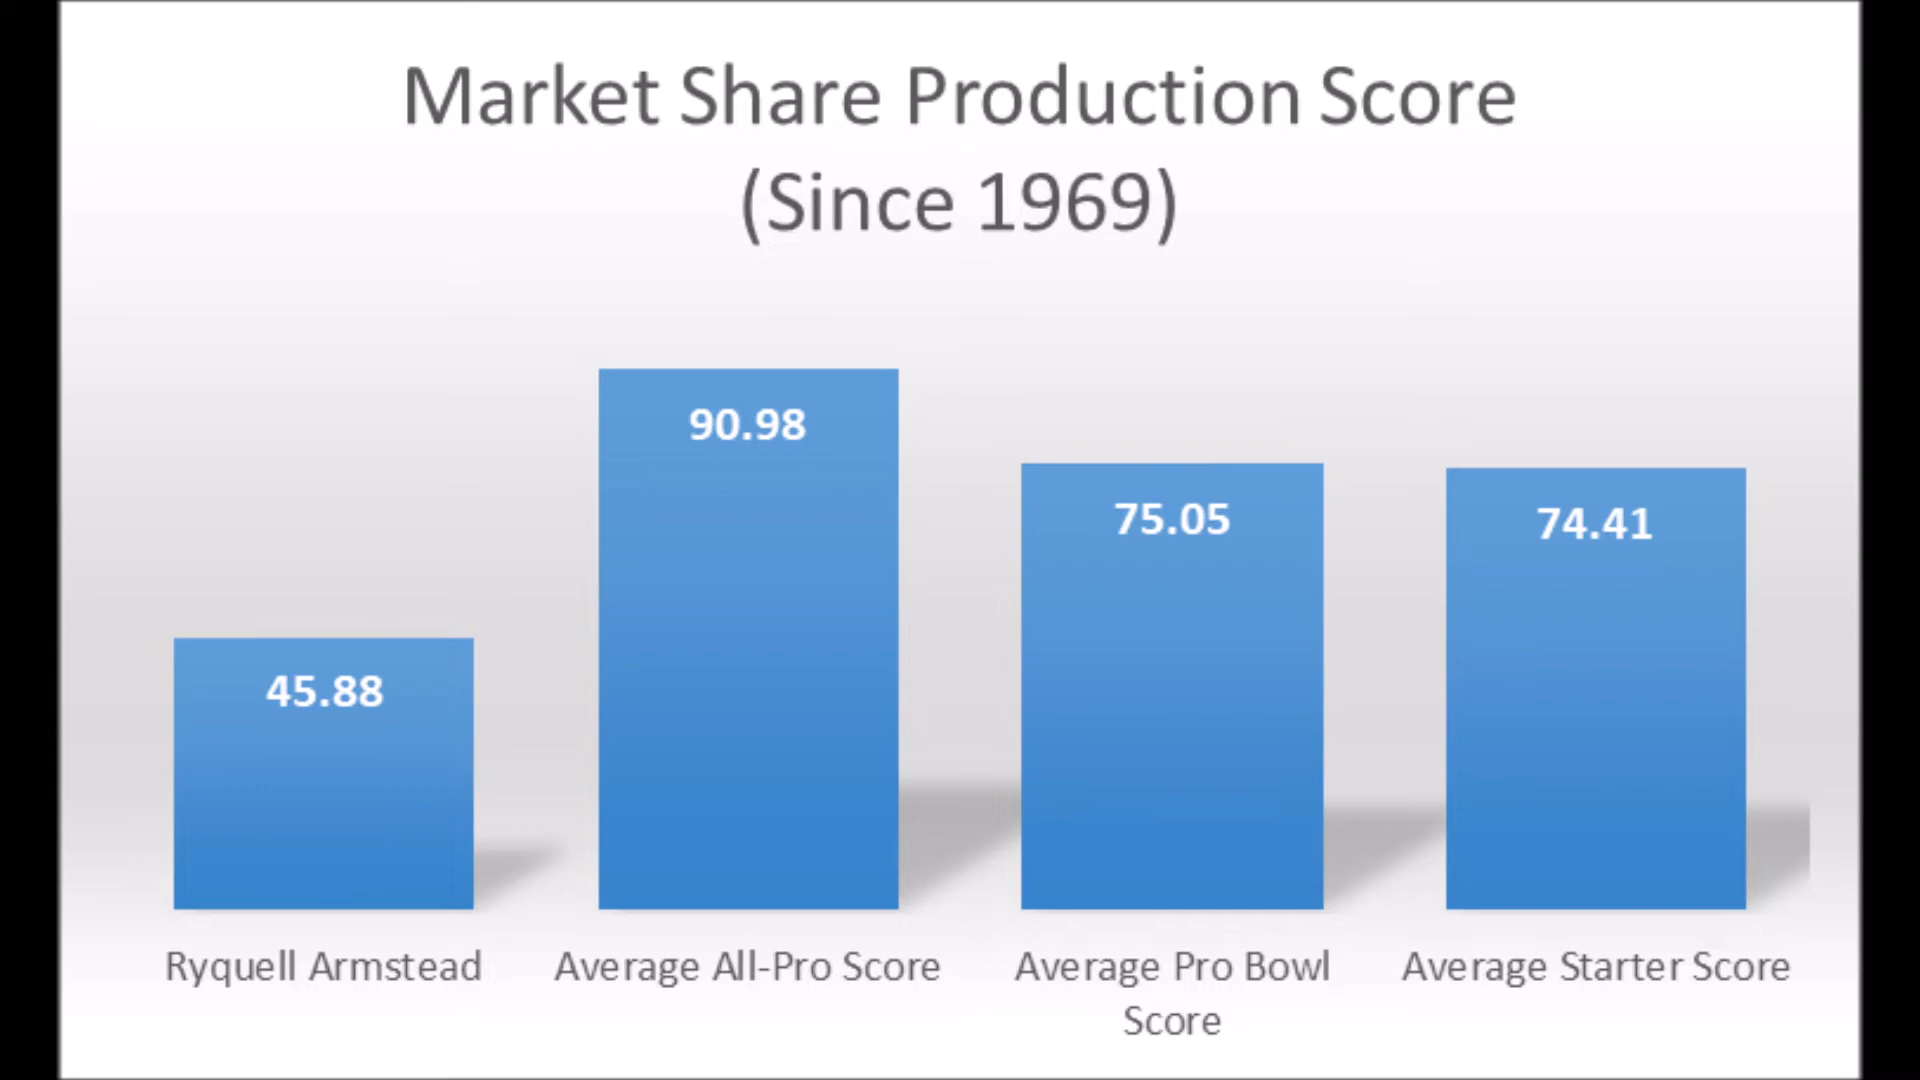 Market Share Production Score
(Since 1969)
90.98
75.05
74.41
45.88
Ryquell Armstead
Average All-Pro Score
Average Pro Bowl
Score
Average Starter Score